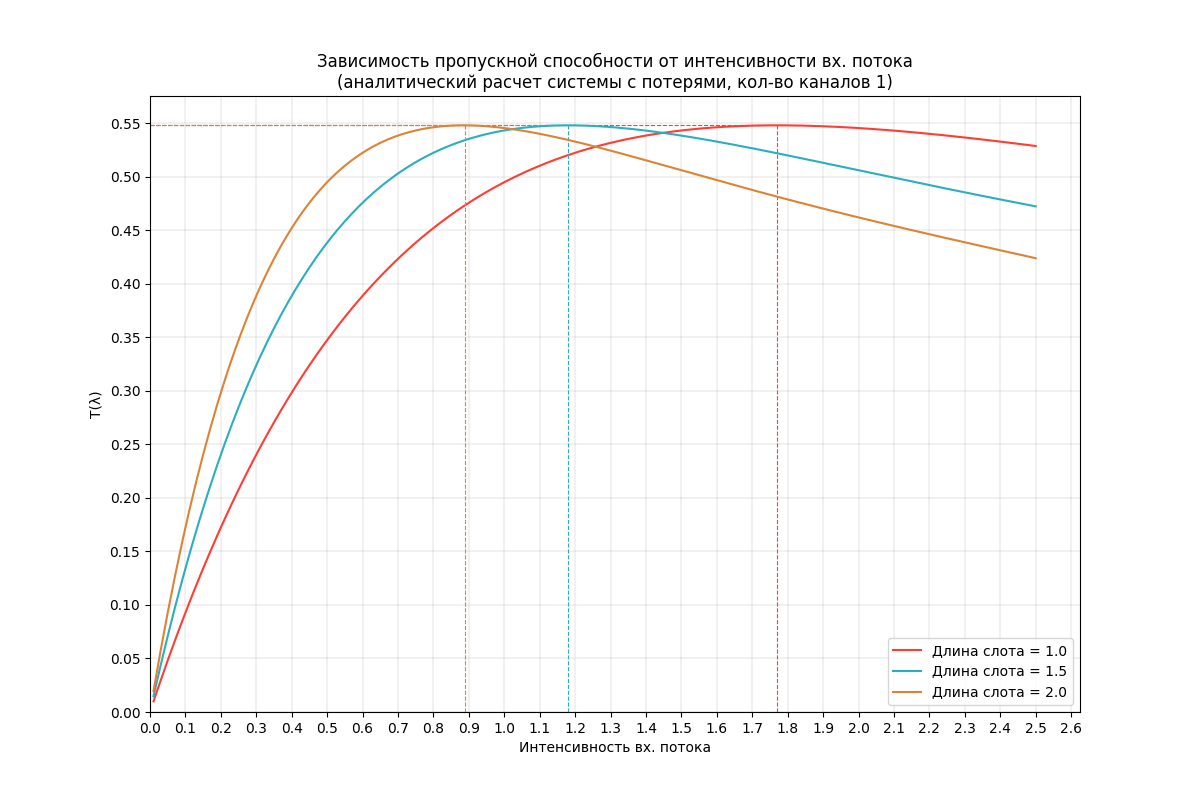 Зависимость пропускной способности от интенсивности вх. потока
(аналитический расчет системы с потерями, кол-во каналов 1)
T(λ)
0.55
0.50
0.45
0.40
0.35
0.30
0.25
0.20
0.15
0.10
0.05
0.00
0.0 0.1 0.2 0.3 0.4 0.5 0.6 0.7 0.8 0.9 1.0 1.1 1.2 1.3 1.4 1.5 1.6 1.7 1.8 1.9 2.0 2.1 2.2 2.3 2.4 2.5 2.6
Интенсивность вх. потока
Длина слота = 1.0
Длина слота = 1.5
Длина слота = 2.0